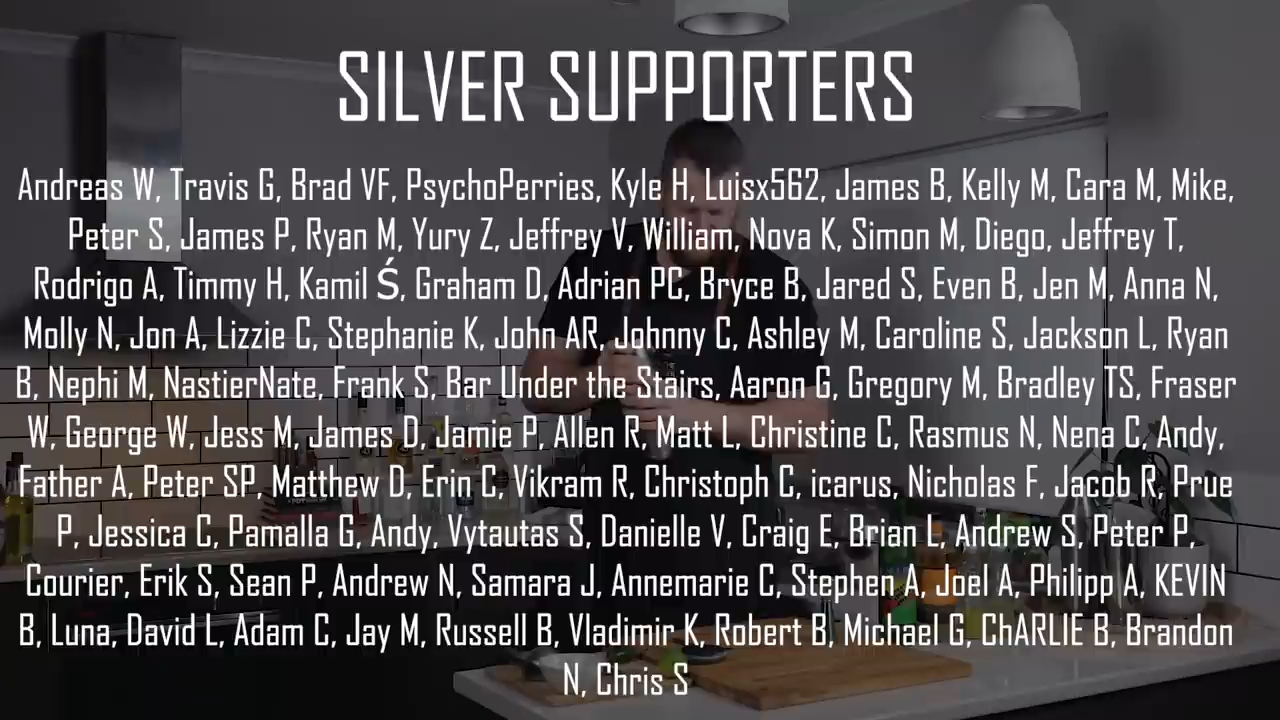 SILVER SUPPORTERS
Andreas W, Travis G, Brad VF, PsychoPerries, Kyle H, Luisx562, James B, Kelly M, Cara M, Mike,
Peter S, James P, Ryan M, Yury Z, Jeffrey V, William, Nova K, Simon M, Diego, Jeffrey T,
Rodrigo A, Timmy H, Kamil Ś, Graham D, Adrian PC, Bryce B, Jared S, Even B, Jen M, Anna N,
Molly N, Jon A, Lizzie C, Stephanie K, John AR, Johnny C, Ashley M, Caroline S, Jackson L, Ryan
B, Nephi M, NastierNate, Frank S, Bar Under the Stairs, Aaron G, Gregory M, Bradley TS, Fraser
W, George W, Jess M, James D, Jamie P, Allen R, Matt L, Christine C, Rasmus N, Nena C, Andy,
Father A, Peter SP, Matthew D, Erin C, Vikram R, Christoph C, icarus, Nicholas F, Jacob R, Prue
P, Jessica C, Pamalla G, Andy, Vytautas S, Danielle V, Craig E, Brian L, Andrew S, Peter P,
Courier, Erik S, Sean P, Andrew N, Samara J, Annemarie C, Stephen A, Joel A, Philipp A, KEVIN
B, Luna, David L, Adam C, Jay M, Russell B, Vladimir K, Robert B, Michael G, ChARLIE B, Brandon
N, Chris S